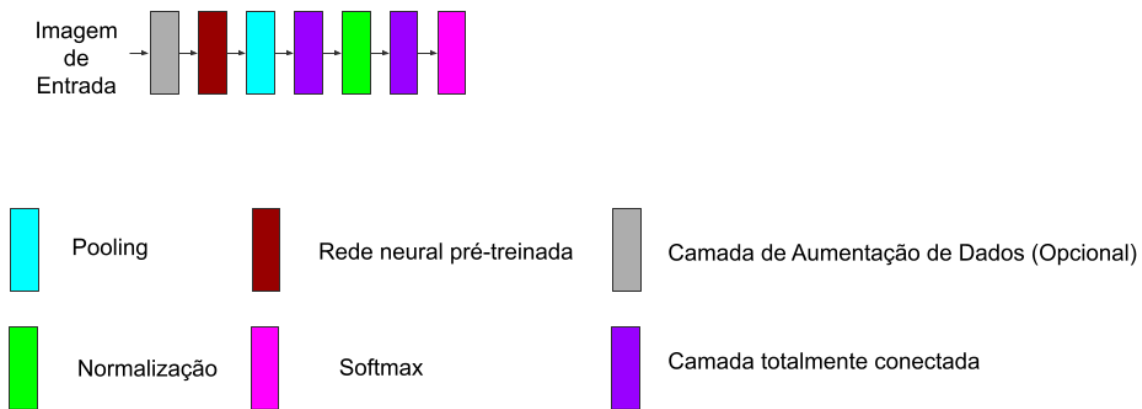 Imagem
de
Entrada
Pooling
Rede neural pré-treinada
Camada de Aumentação de Dados (Opcional)
Normalização
Softmax
Camada totalmente conectada